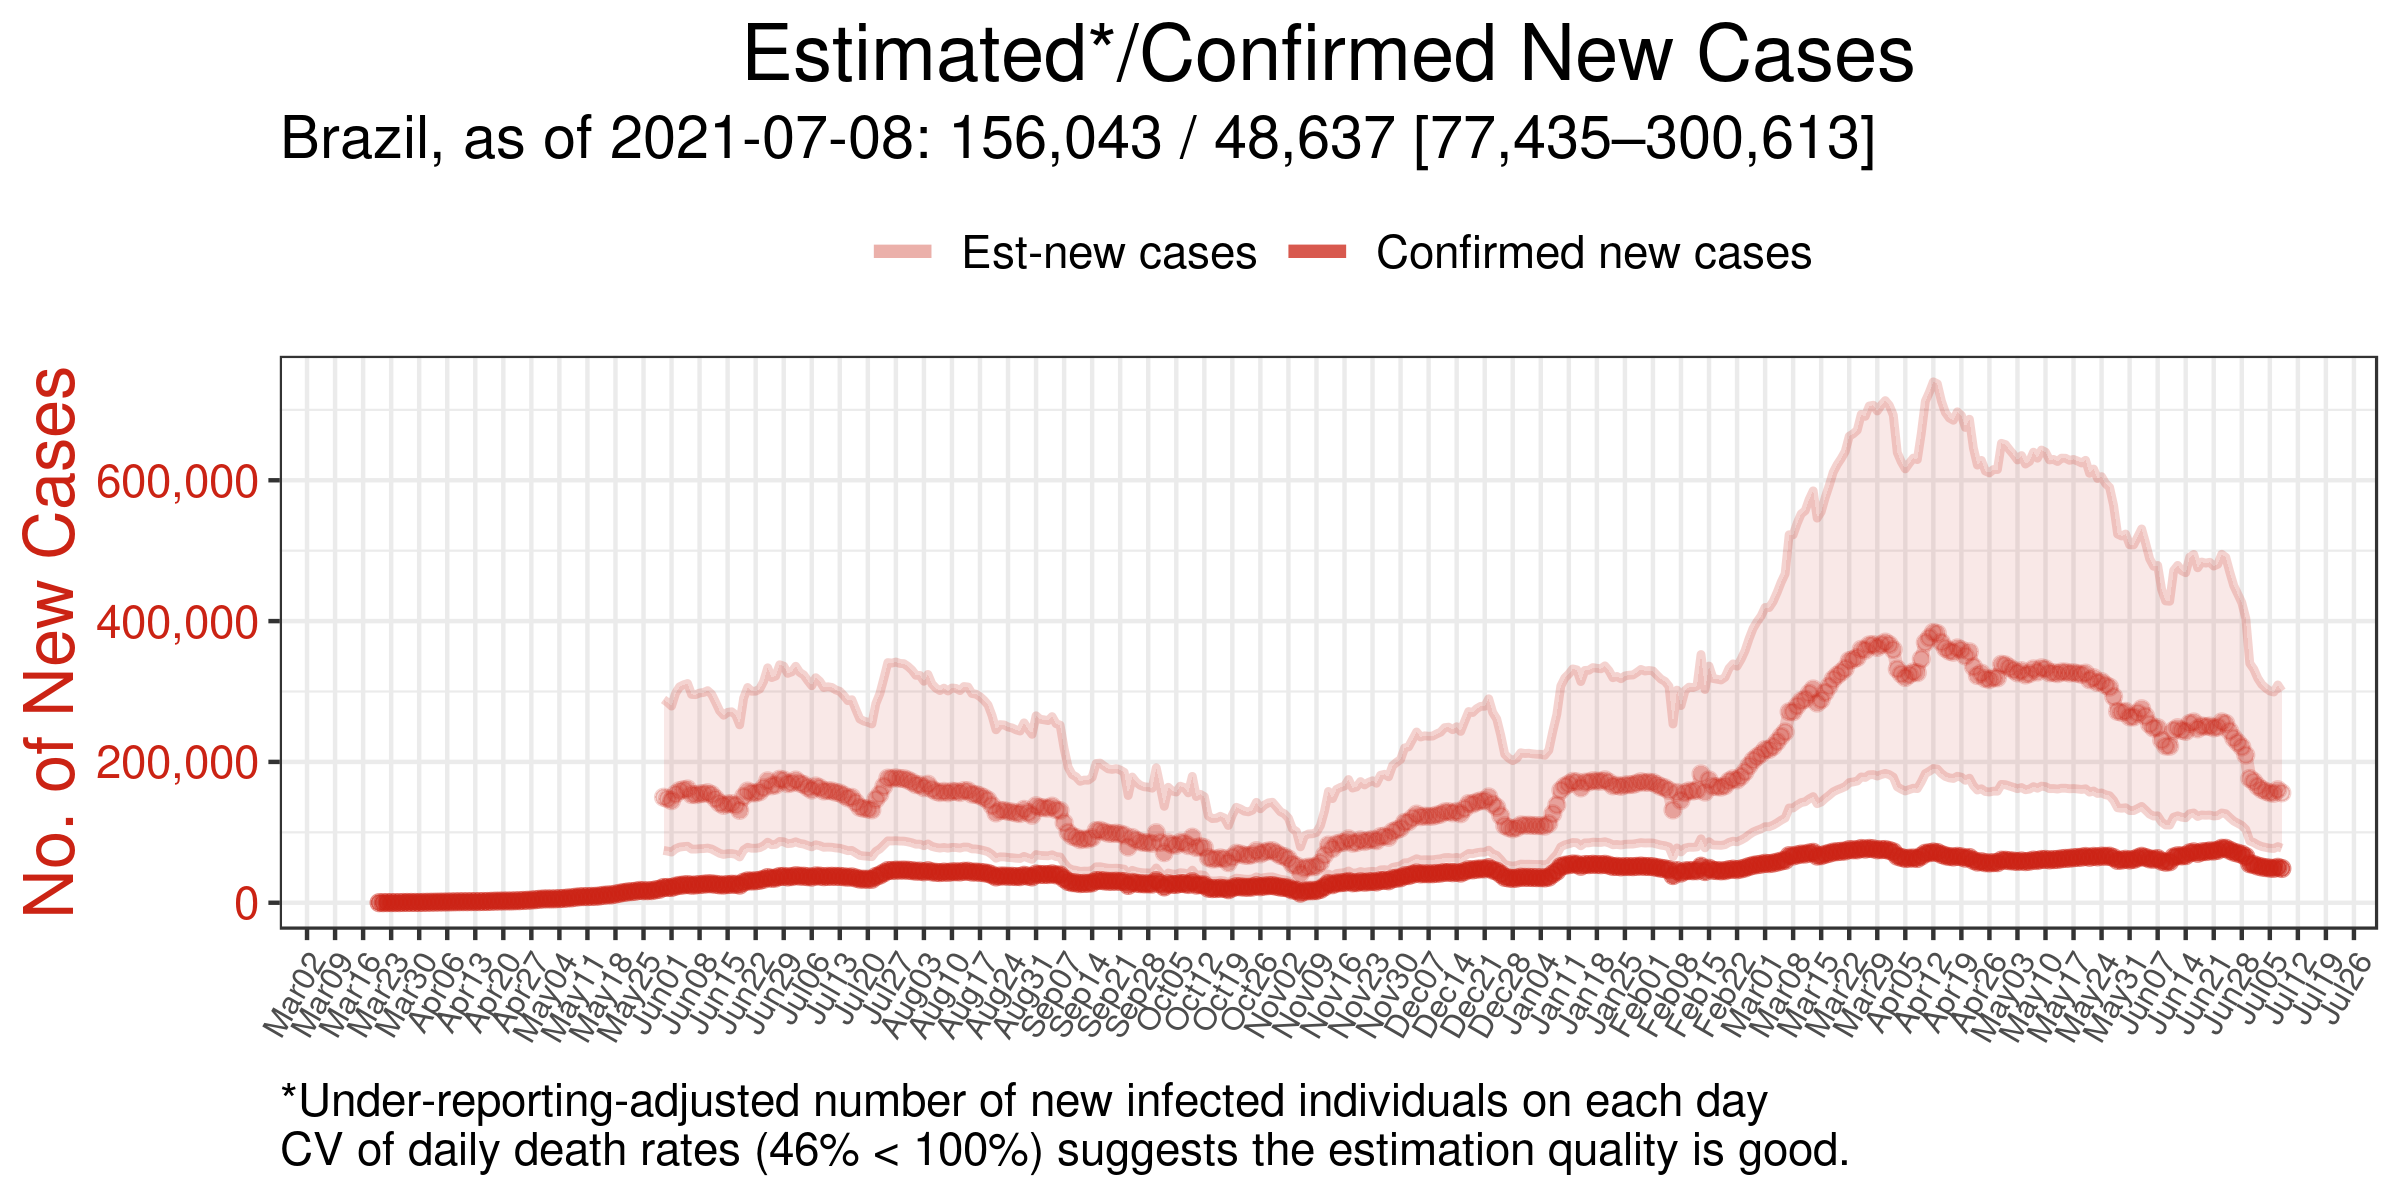 Estimated*/Confirmed New Cases
Brazil, as of 2021-07-08: 156,043 / 48,637 [77,435–300,613]
Est-new cases Confirmed new cases
No. of New Cases
600,000
400,000
200,000
0
Mar02 Mar09 Mar16 Mar23 Mar30 Apr06 Apr13 Apr20 Apr27 May04 May11 May18 May25 Jun01 Jun08 Jun15 Jun22 Jun29 Jul06 Jul13 Jul20 Jul27 Aug03 Aug10 Aug17 Aug24 Aug31 Sep07 Sep14 Sep21 Sep28 Oct05 Oct12 Oct19 Oct26 Nov02 Nov09 Nov16 Nov23 Nov30 Dec07 Dec14 Dec21 Dec28 Jan04 Jan11 Jan18 Jan25 Feb01 Feb08 Feb15 Feb22 Mar01 Mar08 Mar15 Mar22 Mar29 Apr05 Apr12 Apr19 Apr26 May03 May10 May17 May24 May31 Jun07 Jun14 Jun21 Jun28 Jul05 Jul12 Jul19 Jul26
*Under-reporting-adjusted number of new infected individuals on each day
CV of daily death rates (46% < 100%) suggests the estimation quality is good.